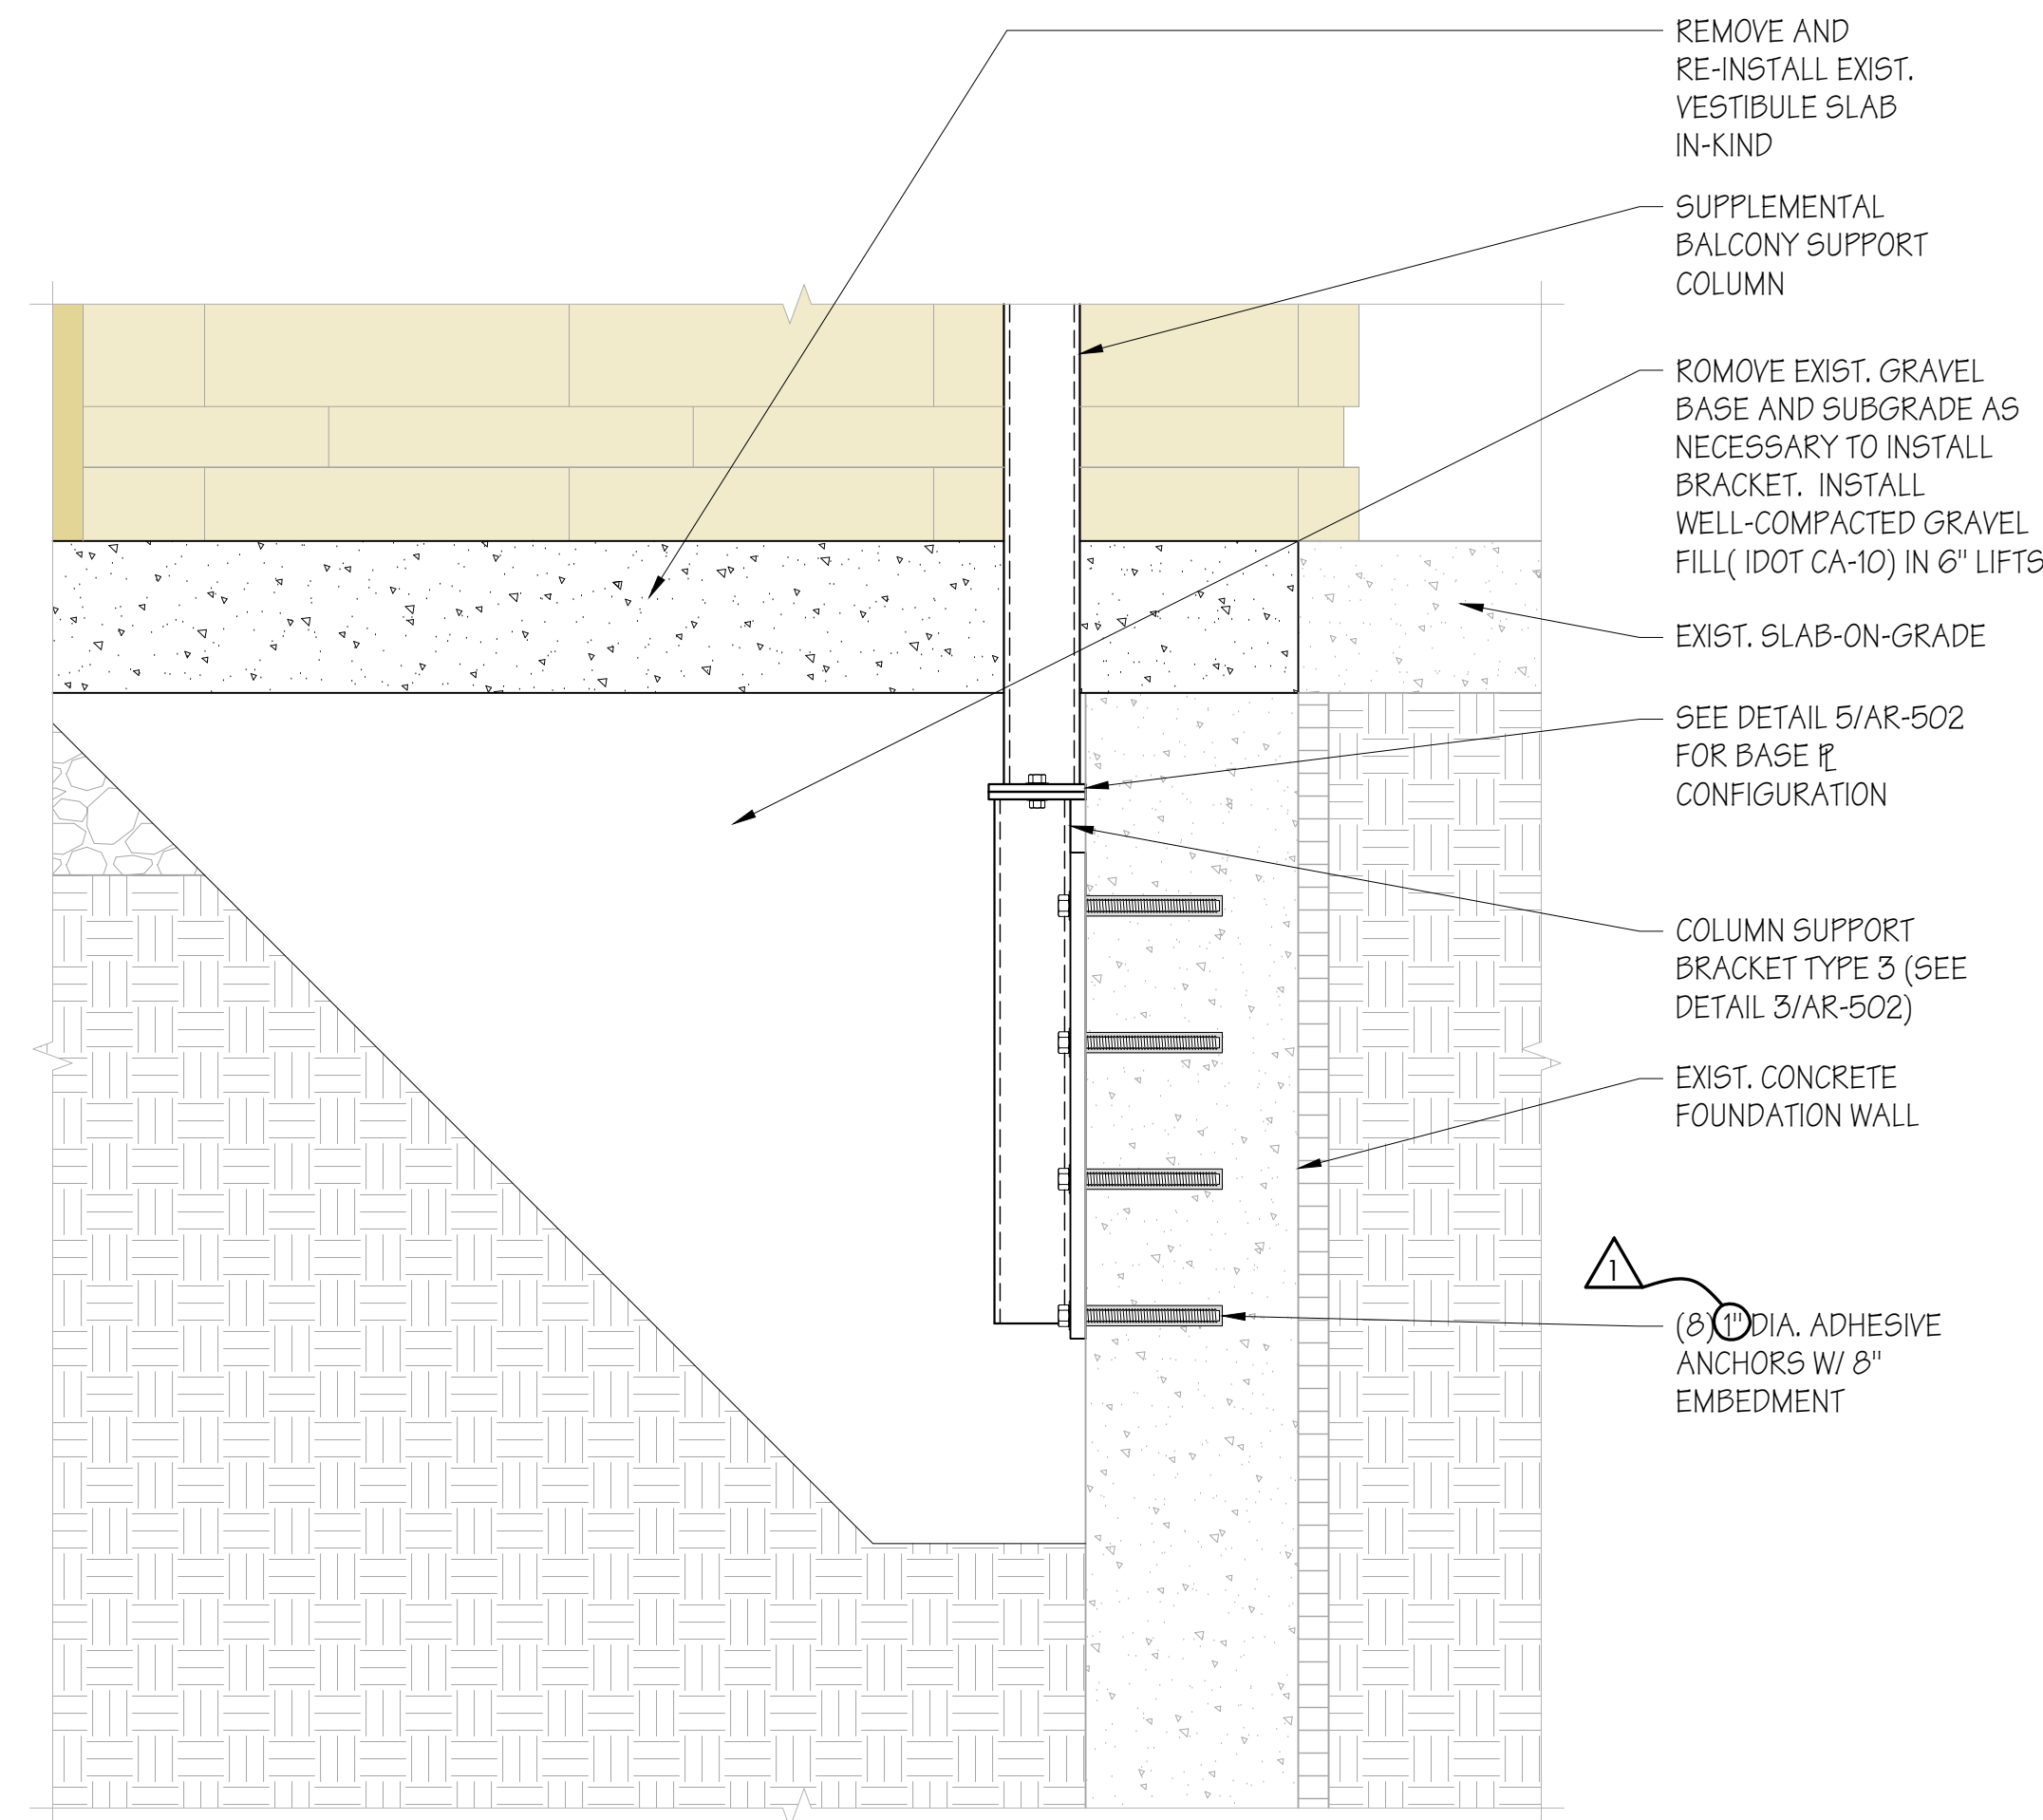 REMOVE AND
RE-INSTALL EXIST.
VESTIBULE SLAB
IN-KIND
SUPPLEMENTAL
BALCONY SUPPORT
COLUMN
ROMOVE EXIST. GRAVEL
BASE AND SUBGRADE AS
NECESSARY TO INSTALL
BRACKET. INSTALL
WELL-COMPACTED GRAVEL
FILL( IDOT CA-10) IN 6" LIFTS
EXIST. SLAB-ON-GRADE
SEE DETAIL 5/AR-502
FOR BASE PL
CONFIGURATION
COLUMN SUPPORT
BRACKET TYPE 3 (SEE
DETAIL 3/AR-502)
EXIST. CONCRETE
FOUNDATION WALL
1
(8) 1" DIA. ADHESIVE
ANCHORS W/ 8"
EMBEDMENT